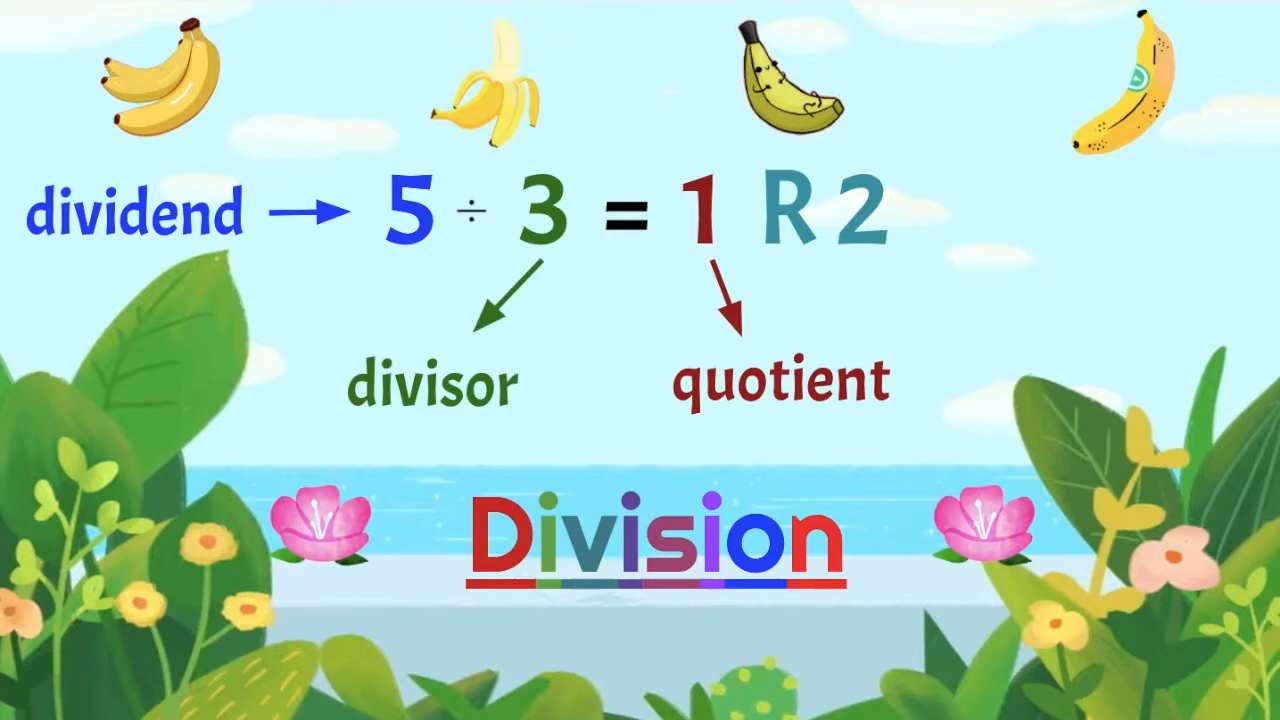 dividend → 5 ÷ 3 = 1 R 2
divisor quotient
Division